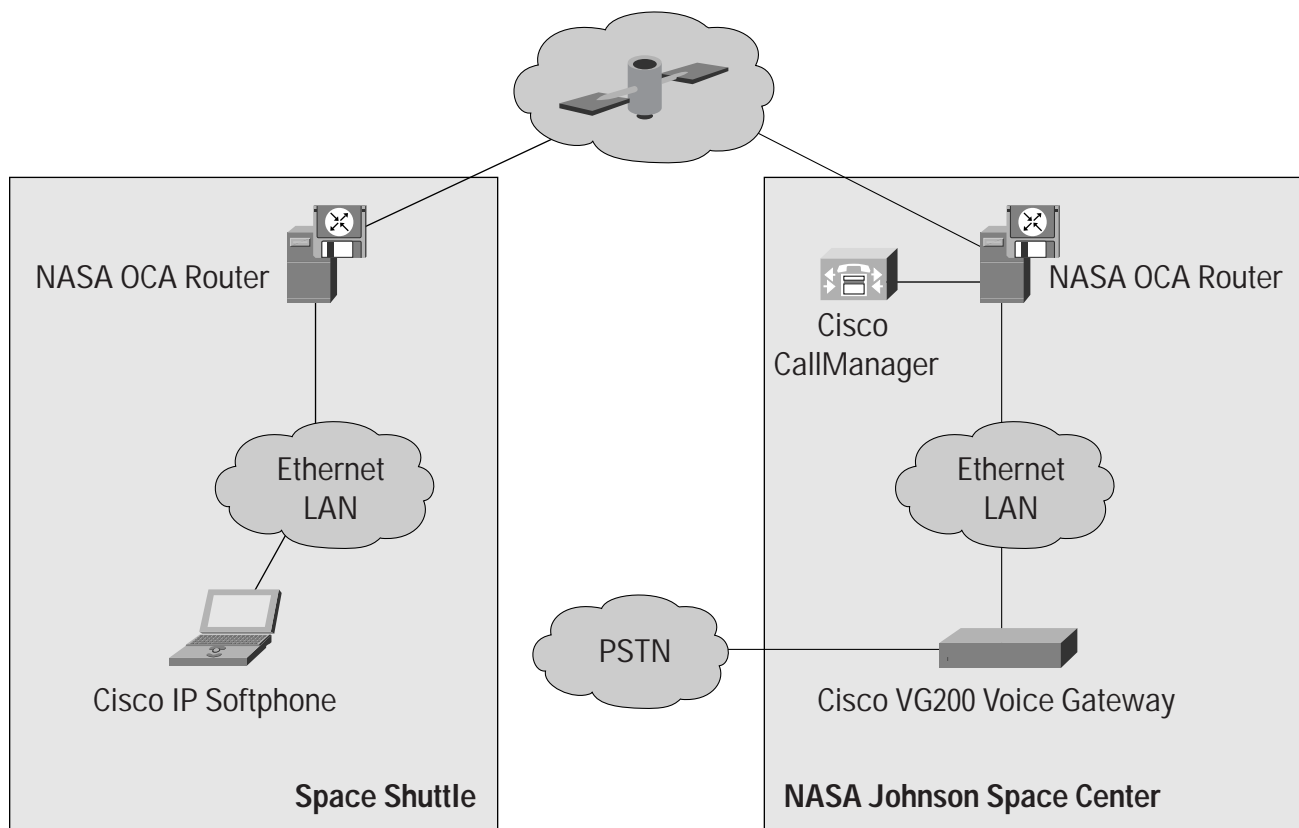 NASA OCA Router
NASA OCA Router
Cisco
CallManager
Ethernet
LAN
Ethernet
LAN
PSTN
Cisco IP Softphone
Cisco VG200 Voice Gateway
Space Shuttle
NASA Johnson Space Center